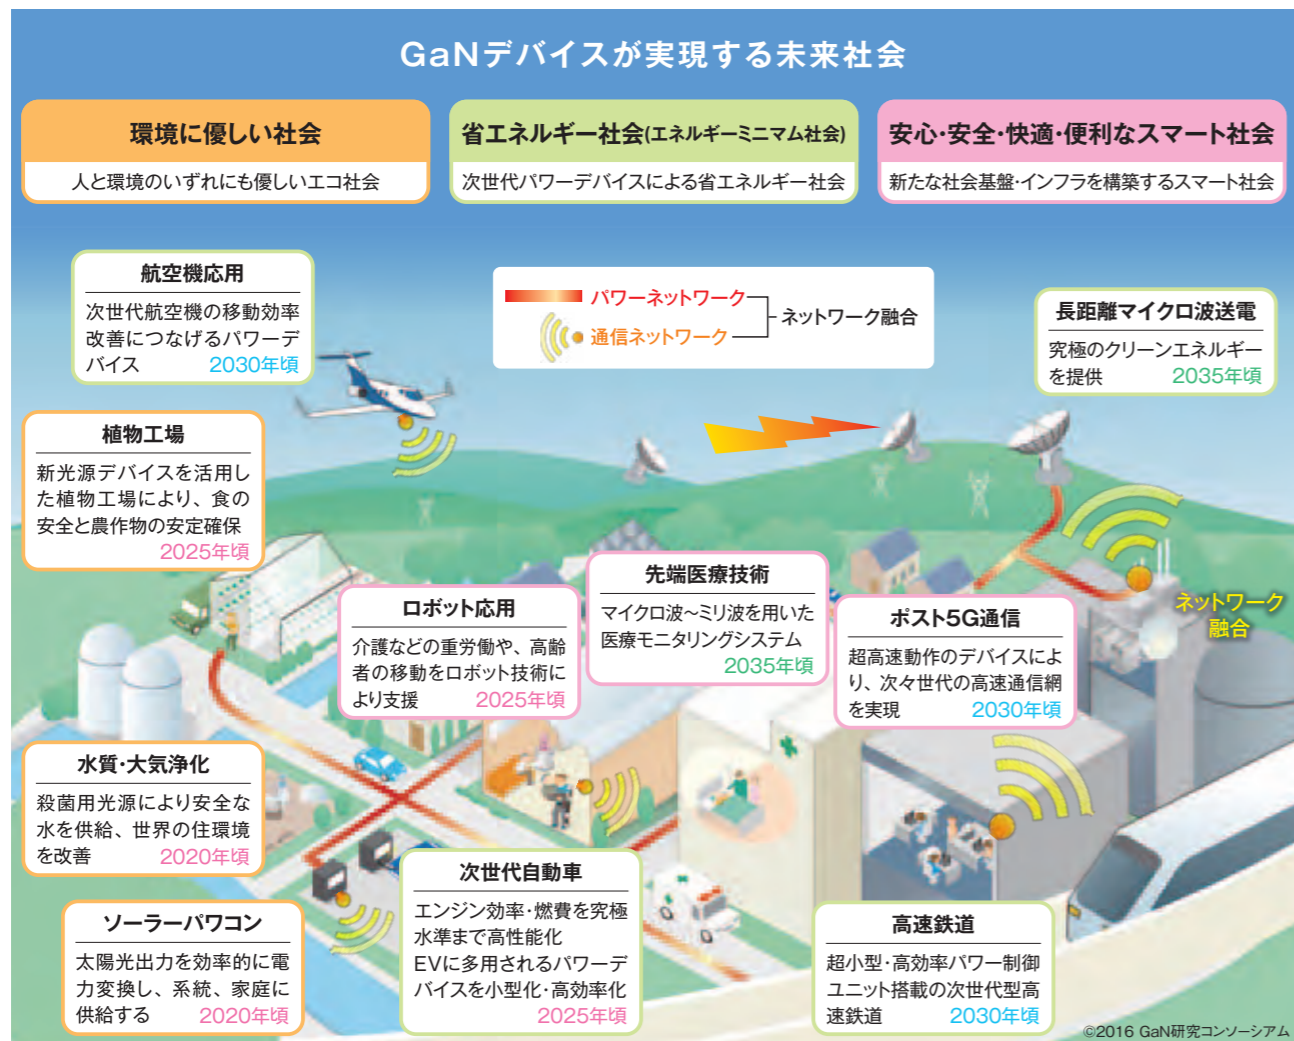 GaNデバイスが実現する未来社会
環境に優しい社会
人と環境のいずれにも優しいエコ社会
省エネルギー社会(エネルギーミニマム社会)
次世代パワーデバイスによる省エネルギー社会
安心・安全・快適・便利なスマート社会
新たな社会基盤・インフラを構築するスマート社会
航空機応用
次世代航空機の移動効率
改善につなげるパワーデ
バイス 2030年頃
パワーネットワーク
通信ネットワーク
ネットワーク融合
長距離マイクロ波送電
究極のクリーンエネルギー
を提供 2035年頃
植物工場
新光源デバイスを活用し
た植物工場により、食の
安全と農作物の安定確保
2025年頃
ロボット応用
介護などの重労働や、高齢
者の移動をロボット技術に
より支援 2025年頃
先端医療技術
マイクロ波～ミリ波を用いた
医療モニタリングシステム
2035年頃
ポスト5G通信
超高速動作のデバイスによ
り、次々世代の高速通信網
を実現 2030年頃
ネットワーク
融合
水質・大気浄化
殺菌用光源により安全な
水を供給、世界の住環境
を改善 2020年頃
ソーラーパワコン
太陽光出力を効率的に電
力変換し、系統、家庭に
供給する 2020年頃
次世代自動車
エンジン効率・燃費を究極
水準まで高性能化
EVに多用されるパワーデ
バイスを小型化・高効率化
2025年頃
高速鉄道
超小型・高効率パワー制御
ユニット搭載の次世代型高
速鉄道 2030年頃
©2016 GaN研究コンソーシアム